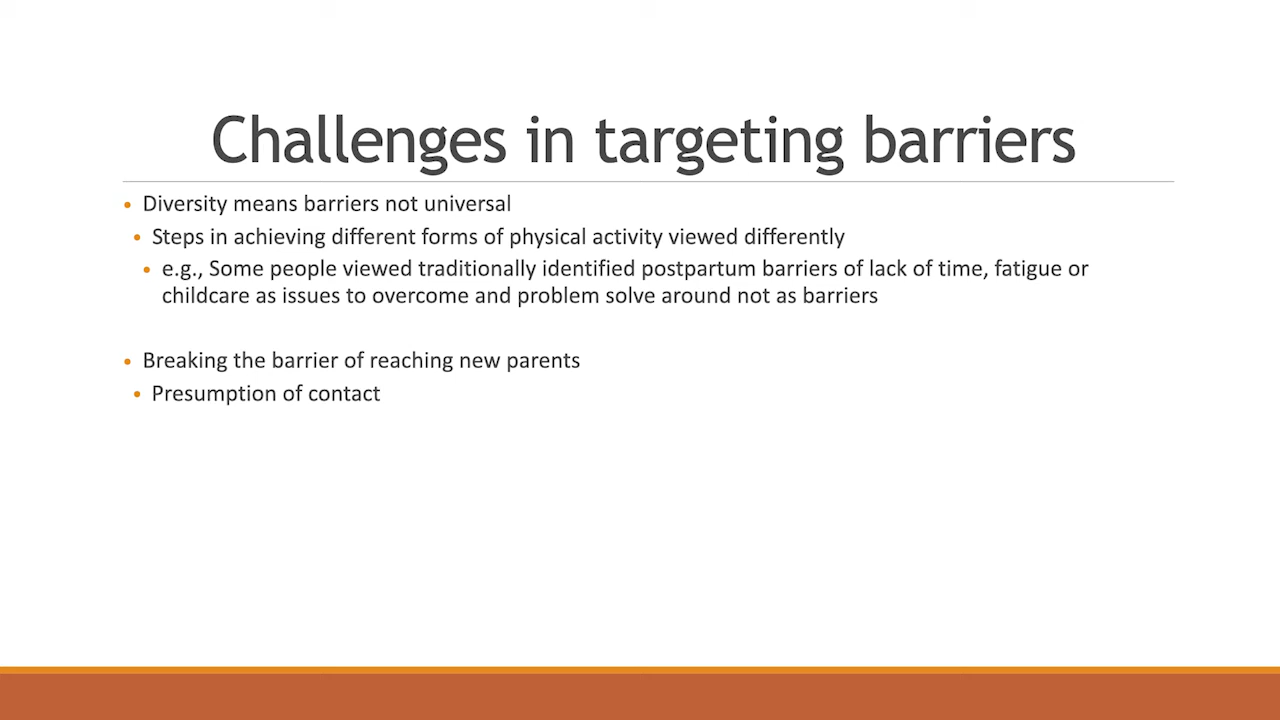 Challenges in targeting barriers
• Diversity means barriers not universal
• Steps in achieving different forms of physical activity viewed differently
• e.g., Some people viewed traditionally identified postpartum barriers of lack of time, fatigue or
childcare as issues to overcome and problem solve around not as barriers
• Breaking the barrier of reaching new parents
• Presumption of contact